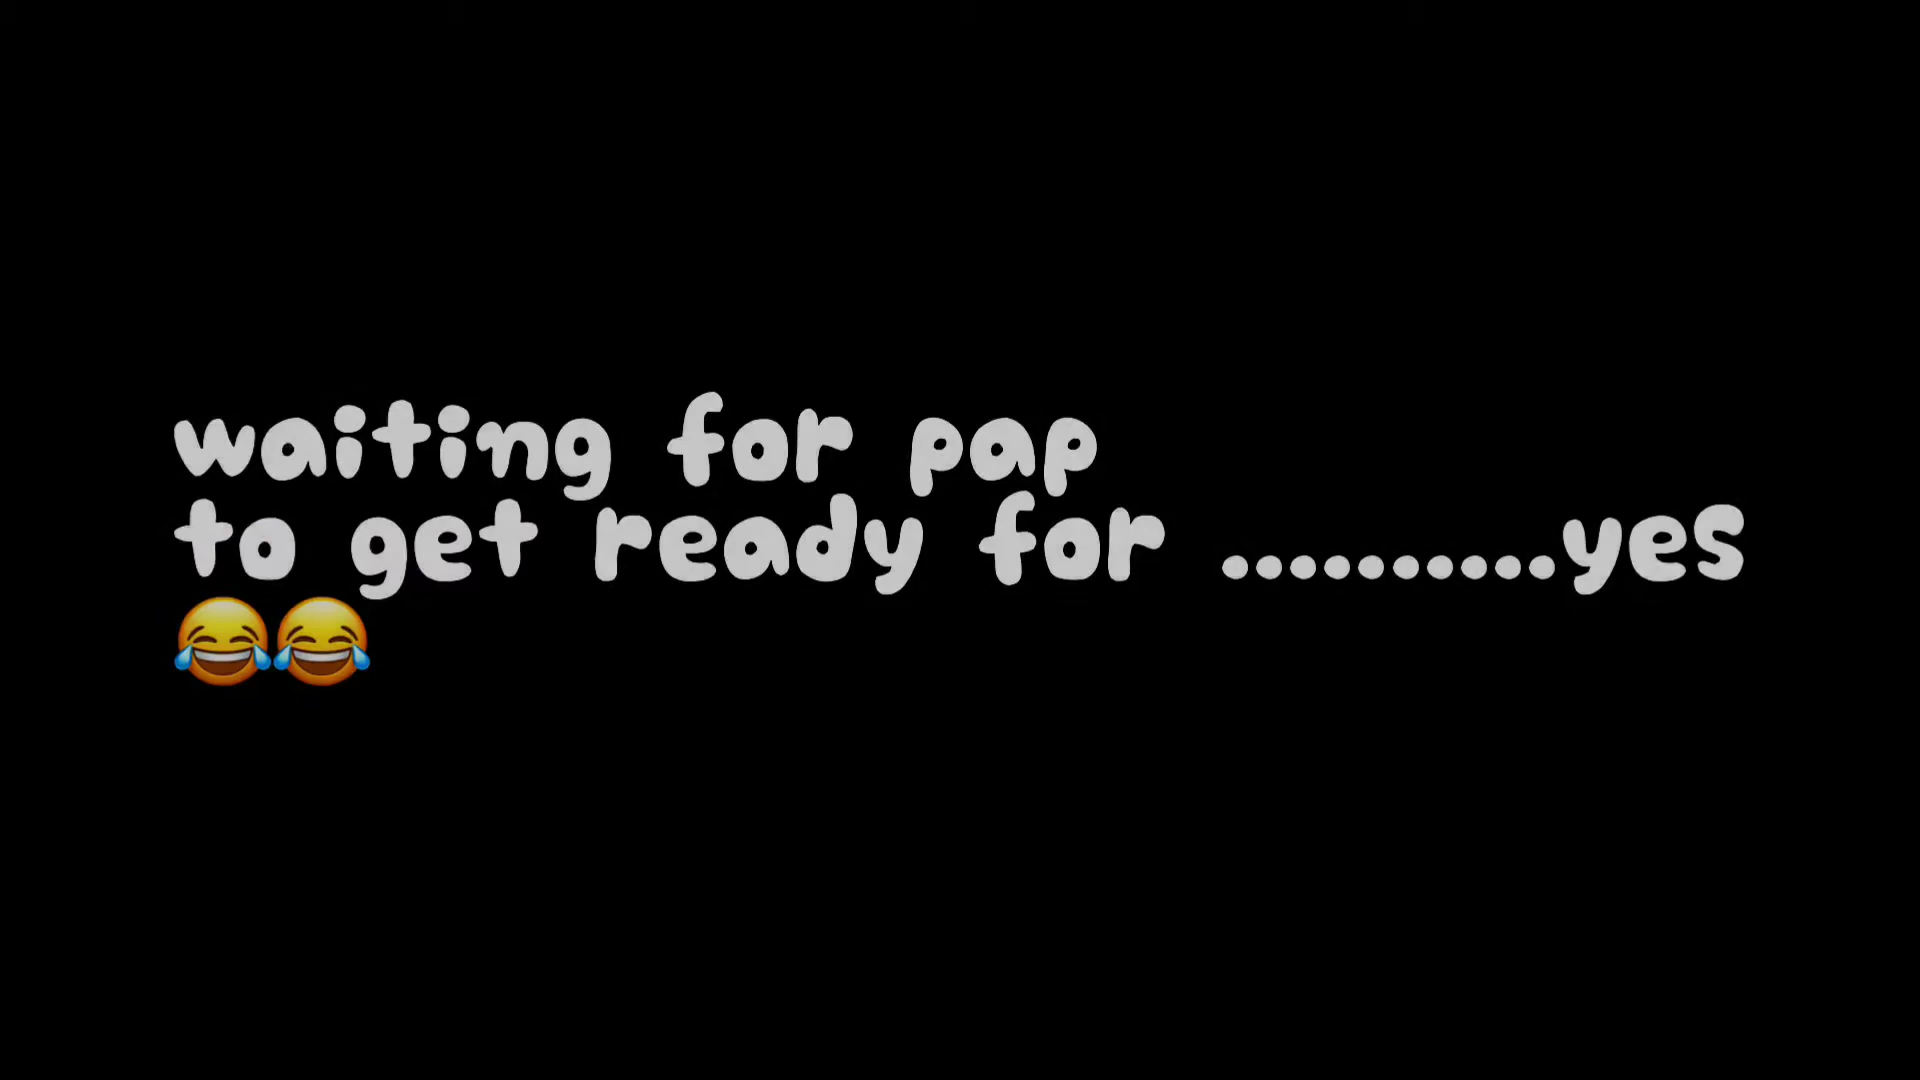 waiting for pap
to get ready for ..........yes
😂😂